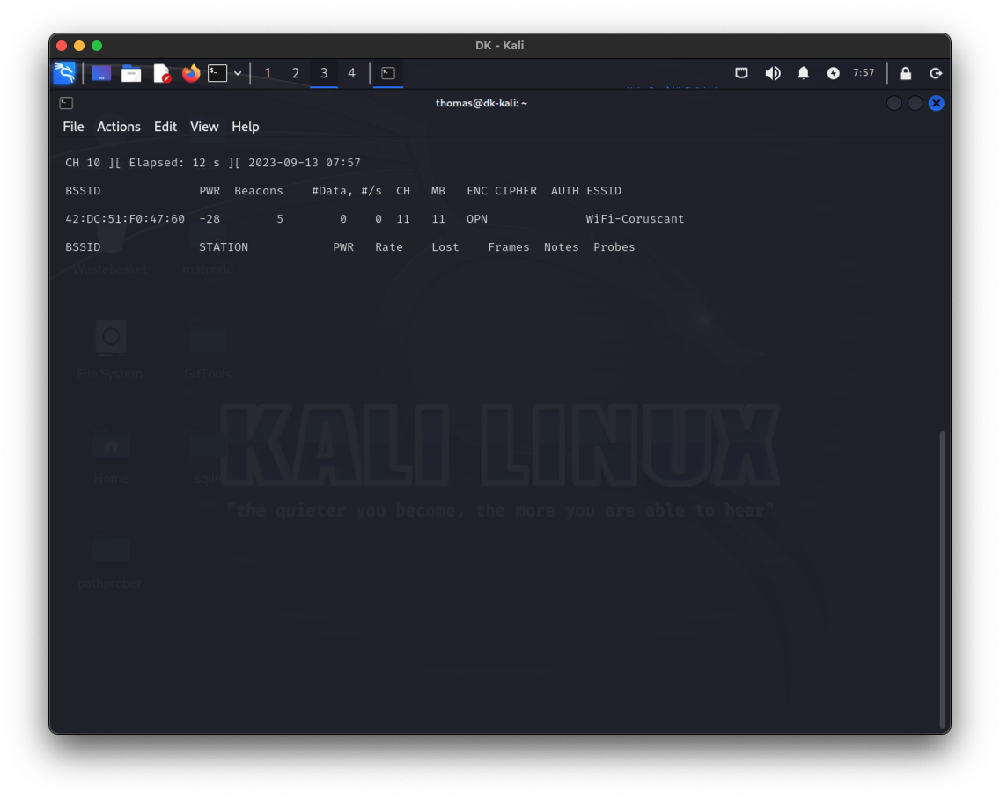 DK - Kali
1 2 3 4 7:57
thomas@dk-kali: ~
File Actions Edit View Help
CH 10 ][ Elapsed: 12 s ][ 2023-09-13 07:57
BSSID PWR Beacons #Data, #/s CH MB ENC CIPHER AUTH ESSID
42:DC:51:F0:47:60 -28 5 0 0 11 11 OPN WiFi-Coruscant
BSSID STATION PWR Rate Lost Frames Notes Probes
Wastebasket matondo
File System GitTools
KALI LINUX
Home
"the quieter you become, the more you are able to hear"
pathprober